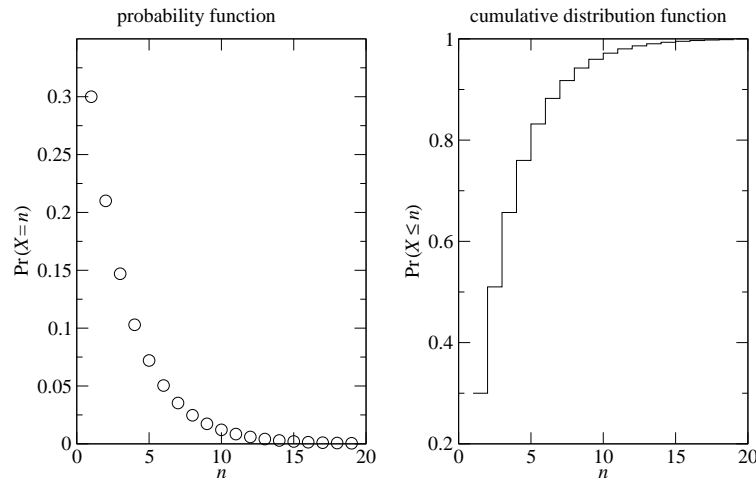 probability function
0.3
0.25
0.2
0.15
0.1
0.05
0
0 5 10 15 20
n
Pr(X=n)
cumulative distribution function
1
0.8
0.6
0.4
0.2
0 5 10 15 20
n
Pr(X ≤ n)